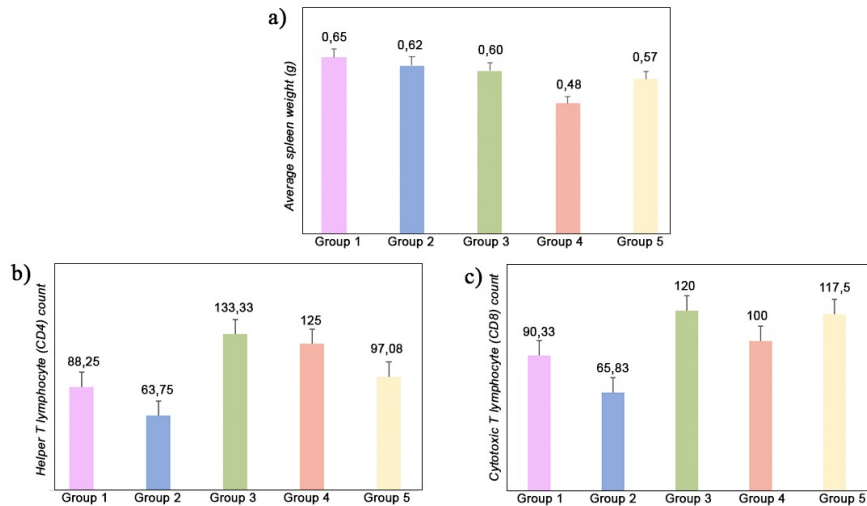 a)
Average spleen weight (g)
0,65
0,62
0,60
0,48
0,57
Group 1
Group 2
Group 3
Group 4
Group 5
b)
Helper T lymphocyte (CD4) count
88,25
63,75
133,33
125
97,08
Group 1
Group 2
Group 3
Group 4
Group 5
c)
Cytotoxic T lymphocyte (CD8) count
90,33
65,83
120
100
117,5
Group 1
Group 2
Group 3
Group 4
Group 5